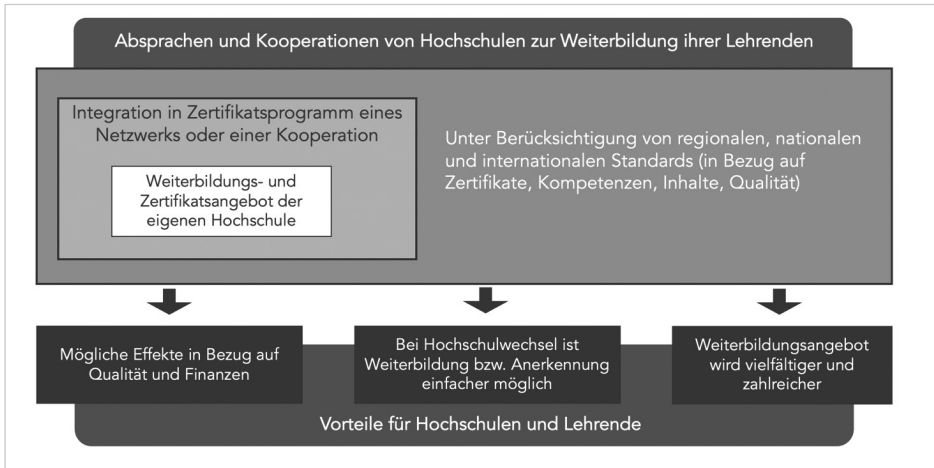 Absprachen und Kooperationen von Hochschulen zur Weiterbildung ihrer Lehrenden
Integration in Zertifikatsprogramm eines
Netzwerks oder einer Kooperation
Weiterbildungs- und
Zertifikatsangebot der
eigenen Hochschule
Unter Berücksichtigung von regionalen, nationalen
und internationalen Standards (in Bezug auf
Zertifikate, Kompetenzen, Inhalte, Qualität)
Mögliche Effekte in Bezug auf
Qualität und Finanzen
Bei Hochschulwechsel ist
Weiterbildung bzw. Anerkennung
einfacher möglich
Weiterbildungsangebot
wird vielfältiger und
zahlreicher
Vorteile für Hochschulen und Lehrende